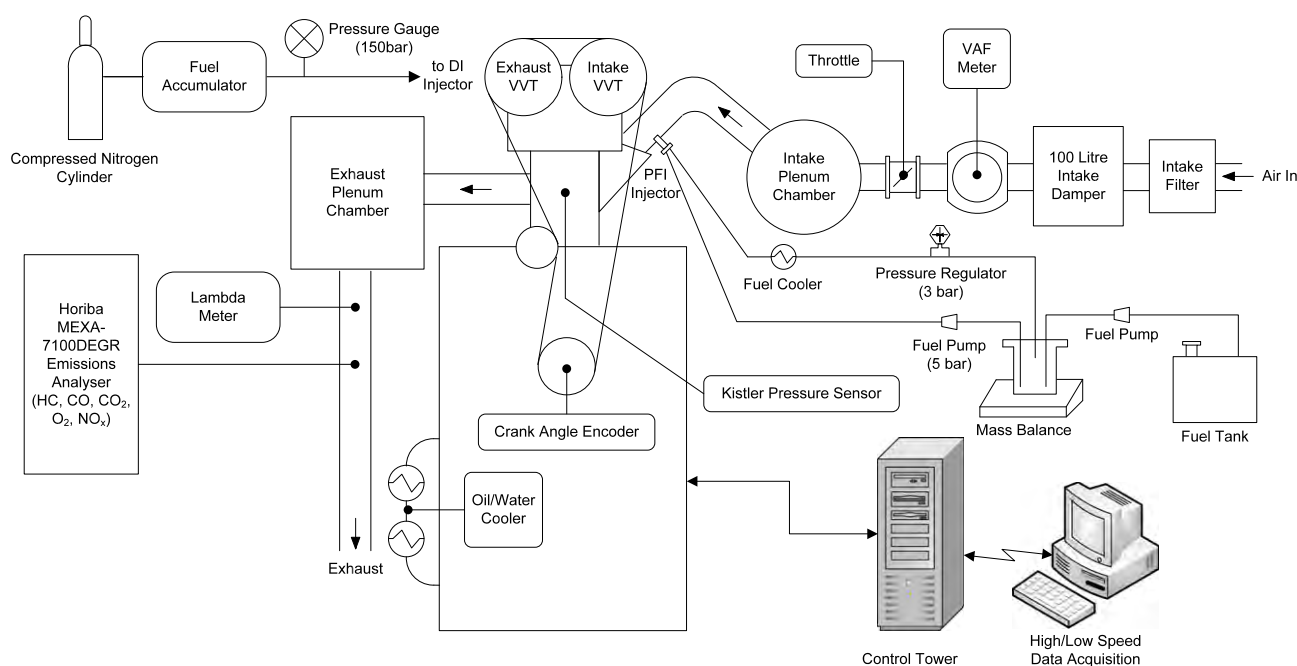 Compressed Nitrogen
Cylinder
Fuel
Accumulator
Pressure Gauge
(150bar)
to DI
Injector
Exhaust
VVT
Intake
VVT
Throttle
VAF
Meter
Exhaust
Plenum
Chamber
PFI
Injector
Intake
Plenum
Chamber
100 Litre
Intake
Damper
Intake
Filter
Air In
Fuel Cooler
Pressure Regulator
(3 bar)
Fuel Pump
(5 bar)
Fuel Pump
Mass Balance
Fuel Tank
Horiba
MEXA-
7100DEGR
Emissions
Analyser
(HC, CO, CO₂,
O₂, NOₓ)
Lambda
Meter
Kistler Pressure Sensor
Crank Angle Encoder
Oil/Water
Cooler
Exhaust
Control Tower
High/Low Speed
Data Acquisition